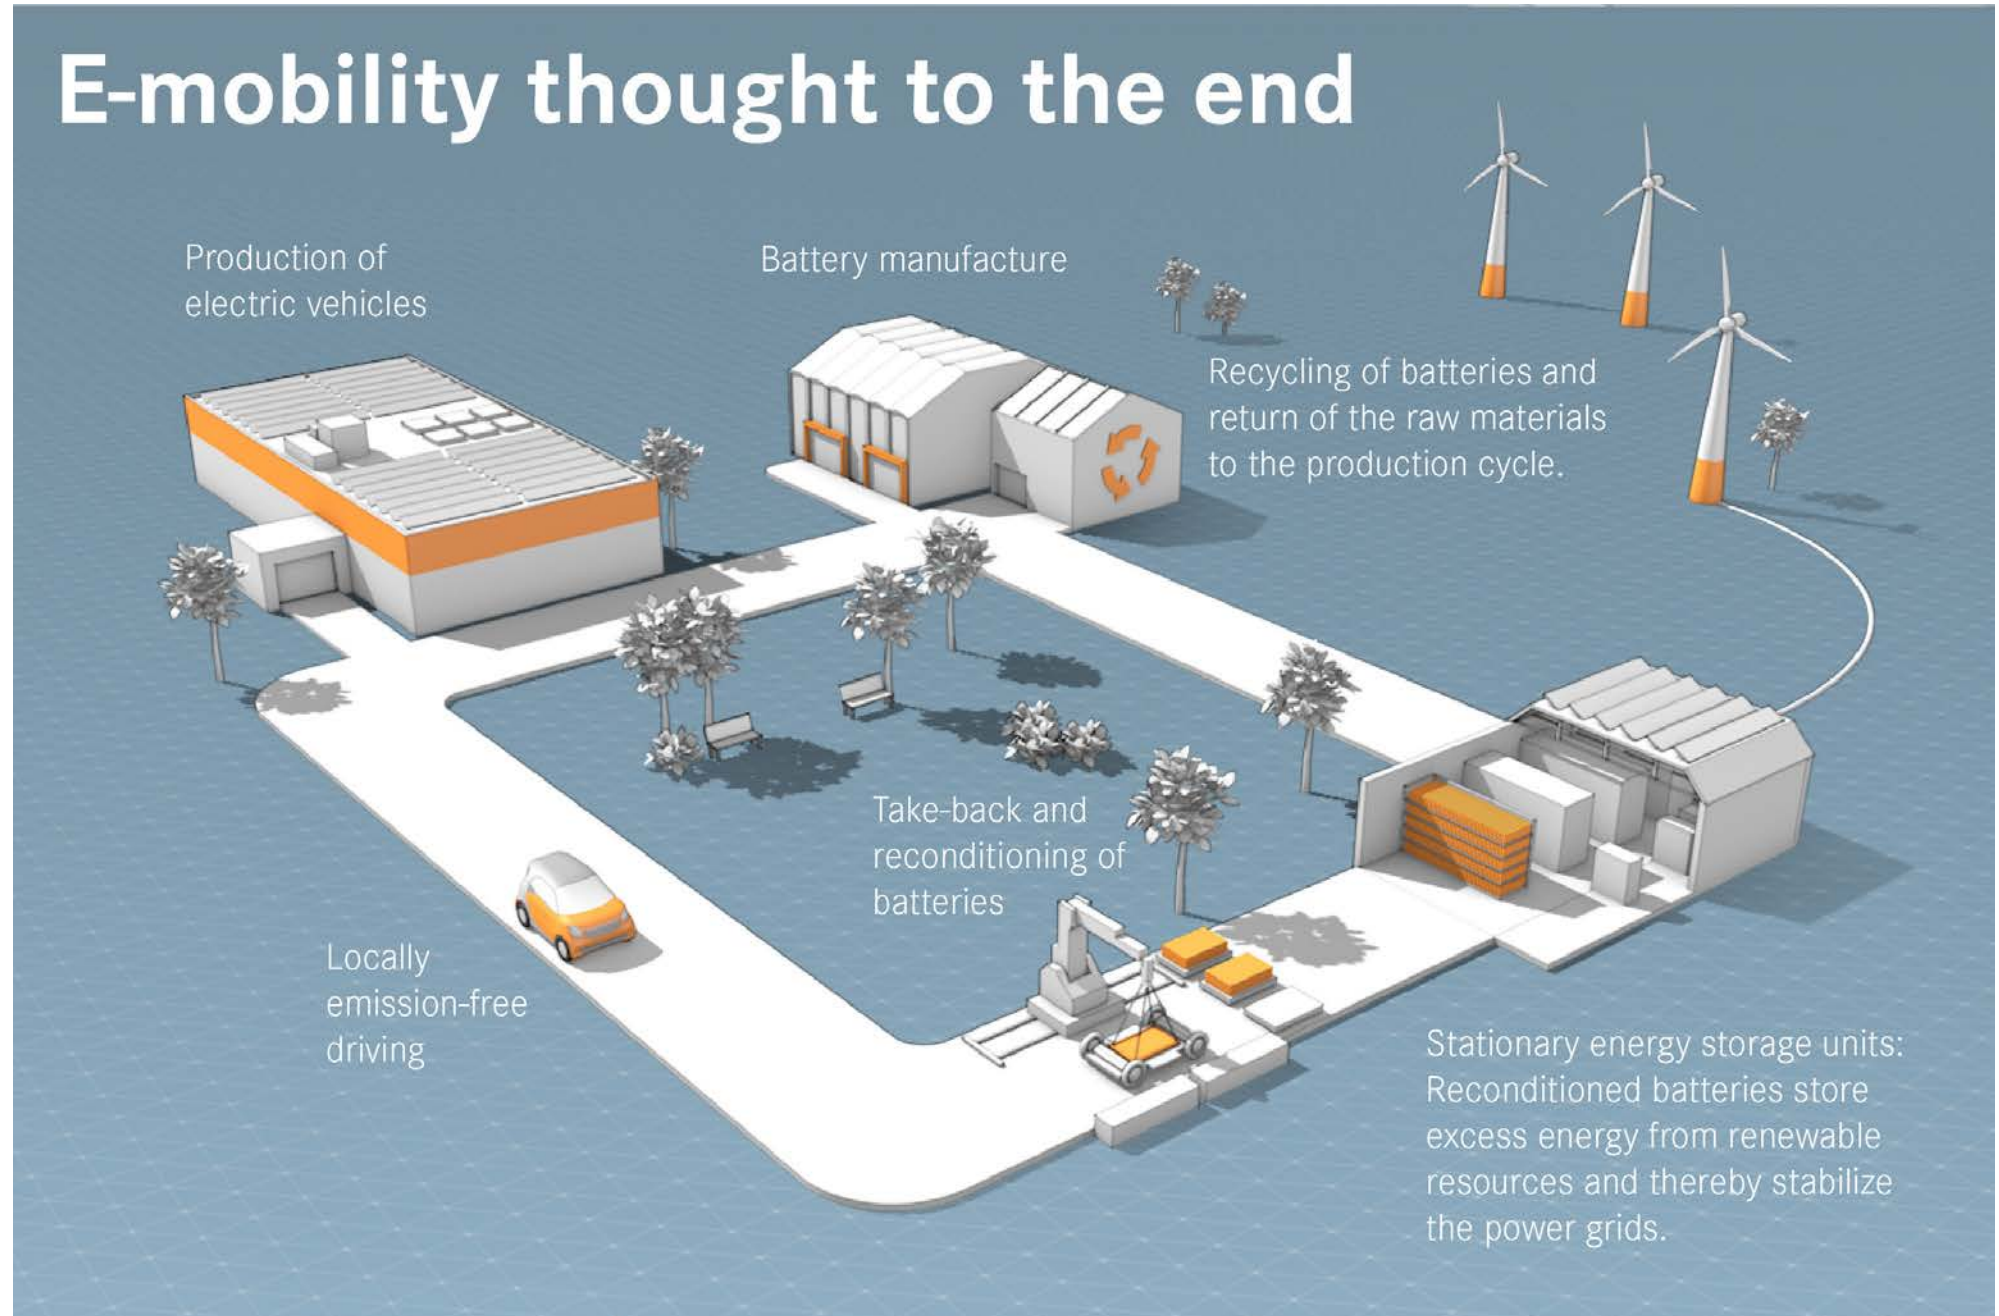 E-mobility thought to the end
Production of
electric vehicles
Battery manufacture
Recycling of batteries and
return of the raw materials
to the production cycle.
Take-back and
reconditioning of
batteries
Locally
emission-free
driving
Stationary energy storage units:
Reconditioned batteries store
excess energy from renewable
resources and thereby stabilize
the power grids.